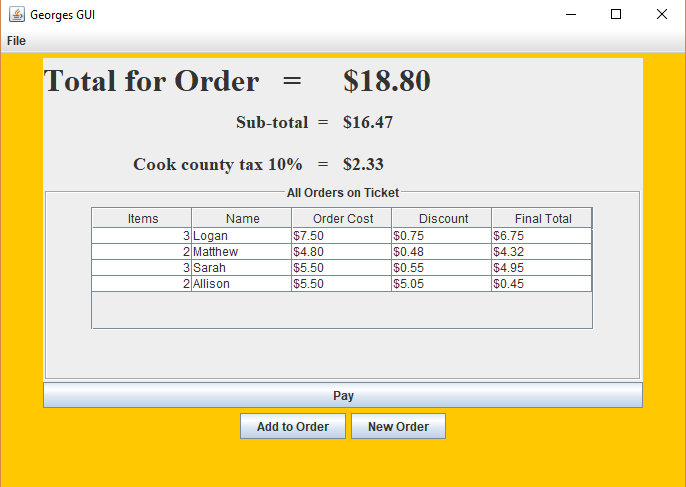 Georges GUI
File
Total for Order = $18.80
Sub-total = $16.47
Cook county tax 10% = $2.33
All Orders on Ticket
Items Name Order Cost Discount Final Total
3 Logan $7.50 $0.75 $6.75
2 Matthew $4.80 $0.48 $4.32
3 Sarah $5.50 $0.55 $4.95
2 Allison $5.50 $5.05 $0.45
Pay
Add to Order New Order